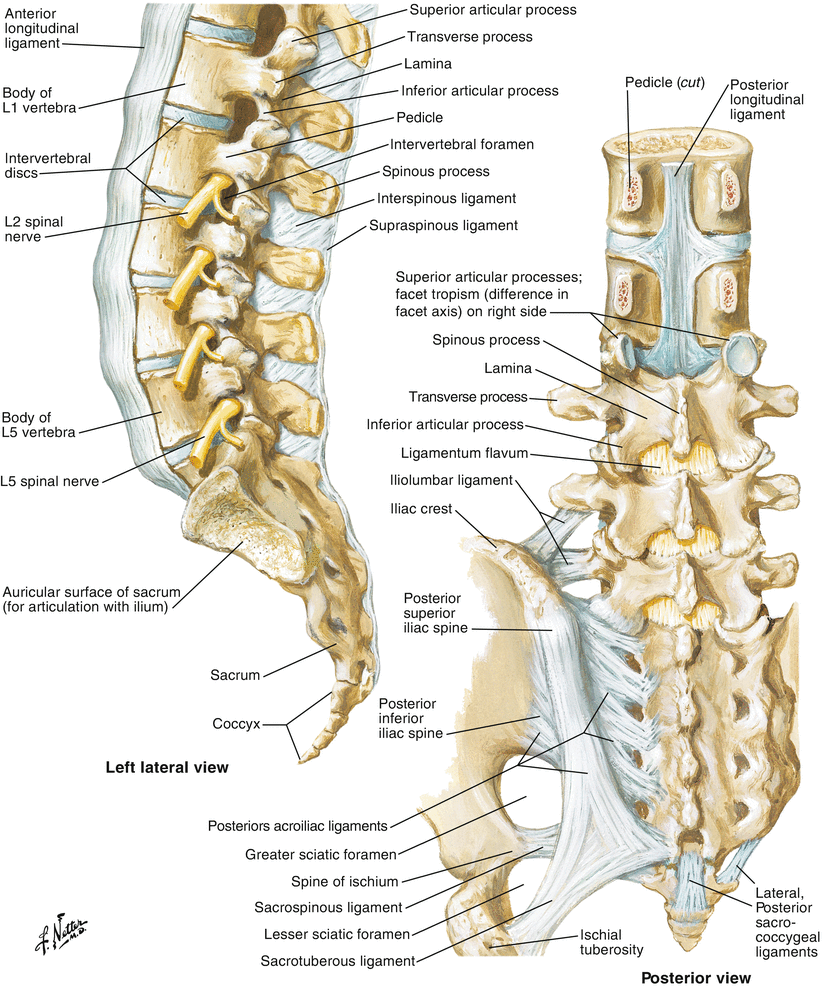 Anterior
longitudinal
ligament
Body of
L1 vertebra
Intervertebral
discs
L2 spinal
nerve
Body of
L5 vertebra
L5 spinal nerve
Auricular surface of sacrum
(for articulation with ilium)
Sacrum
Coccyx
Left lateral view
Superior articular process
Transverse process
Lamina
Inferior articular process
Pedicle
Intervertebral foramen
Spinous process
Interspinous ligament
Supraspinous ligament
Pedicle (cut)
Posterior
longitudinal
ligament
Superior articular processes;
facet tropism (difference in
facet axis) on right side
Spinous process
Lamina
Transverse process
Inferior articular process
Ligamentum flavum
Iliolumbar ligament
Iliac crest
Posterior
superior
iliac spine
Posterior
inferior
iliac spine
Posteriors acroiliac ligaments
Greater sciatic foramen
Spine of ischium
Sacrospinous ligament
Lesser sciatic foramen
Sacrotuberous ligament
Ischial
tuberosity
Lateral,
Posterior
sacro-
coccygeal
ligaments
Posterior view
F. Netter
M.D.